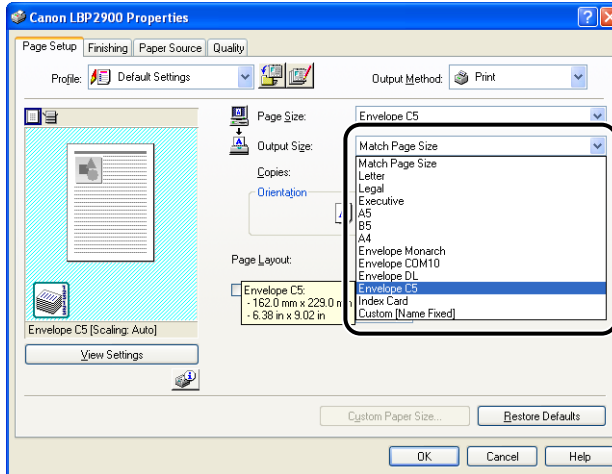 Canon LBP2900 Properties
Page Setup Finishing Paper Source Quality
Profile: Default Settings Output Method: Print
Page Size: Envelope C5
Output Size: Match Page Size
Match Page Size
Letter
Legal
Executive
A5
B5
A4
Envelope Monarch
Envelope COM10
Envelope DL
Envelope C5
Index Card
Custom [Name Fixed]
Copies:
Orientation
Page Layout:
Envelope C5:
- 162.0 mm x 229.0 m
- 6.38 in x 9.02 in
Envelope C5 [Scaling: Auto]
View Settings
Custom Paper Size... Restore Defaults
OK Cancel Help